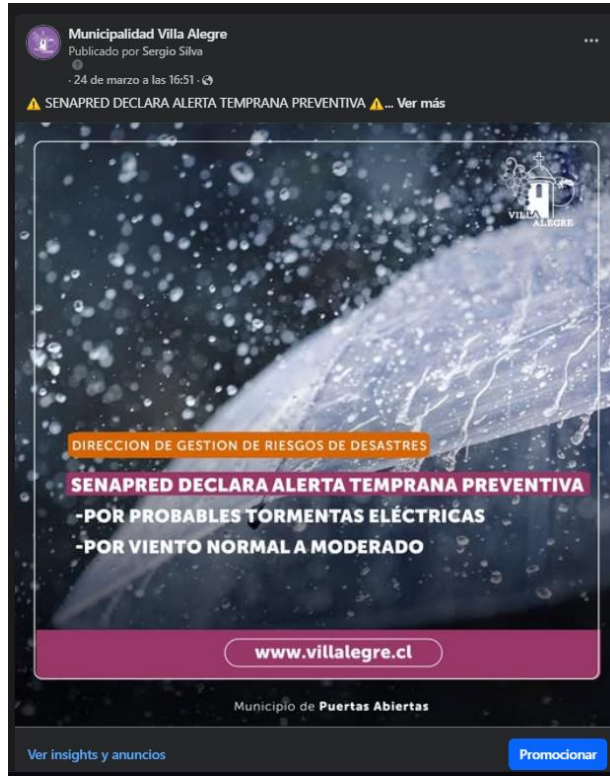 Municipalidad Villa Alegre
Publicado por Sergio Silva
· 24 de marzo a las 16:51 ·
⚠ SENAPRED DECLARA ALERTA TEMPRANA PREVENTIVA ⚠... Ver más
VILLA
ALEGRE
DIRECCION DE GESTION DE RIESGOS DE DESASTRES
SENAPRED DECLARA ALERTA TEMPRANA PREVENTIVA
-POR PROBABLES TORMENTAS ELÉCTRICAS
-POR VIENTO NORMAL A MODERADO
www.villalegre.cl
Municipio de Puertas Abiertas
Ver insights y anuncios
Promocionar